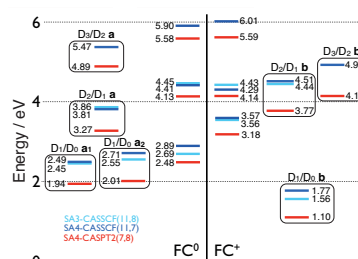 Energy / eV
6
4
2
D3/D2 a
5.47
4.89
D2/D1 a
3.86
3.81
3.27
D1/D0 a1
2.49
2.45
1.94
D1/D0 a2
2.71
2.55
2.01
SA3-CASSCF(11,8)
SA4-CASSCF(11,7)
SA4-CASPT2(7,8)
5.90
5.58
4.45
4.41
4.13
2.89
2.69
2.48
FC⁰
6.01
5.59
4.43
4.29
4.14
3.57
3.56
3.18
FC⁺
D2/D1 b
4.51
4.44
3.77
D3/D2 b
4.9
4.1
D1/D0 b
1.77
1.56
1.10